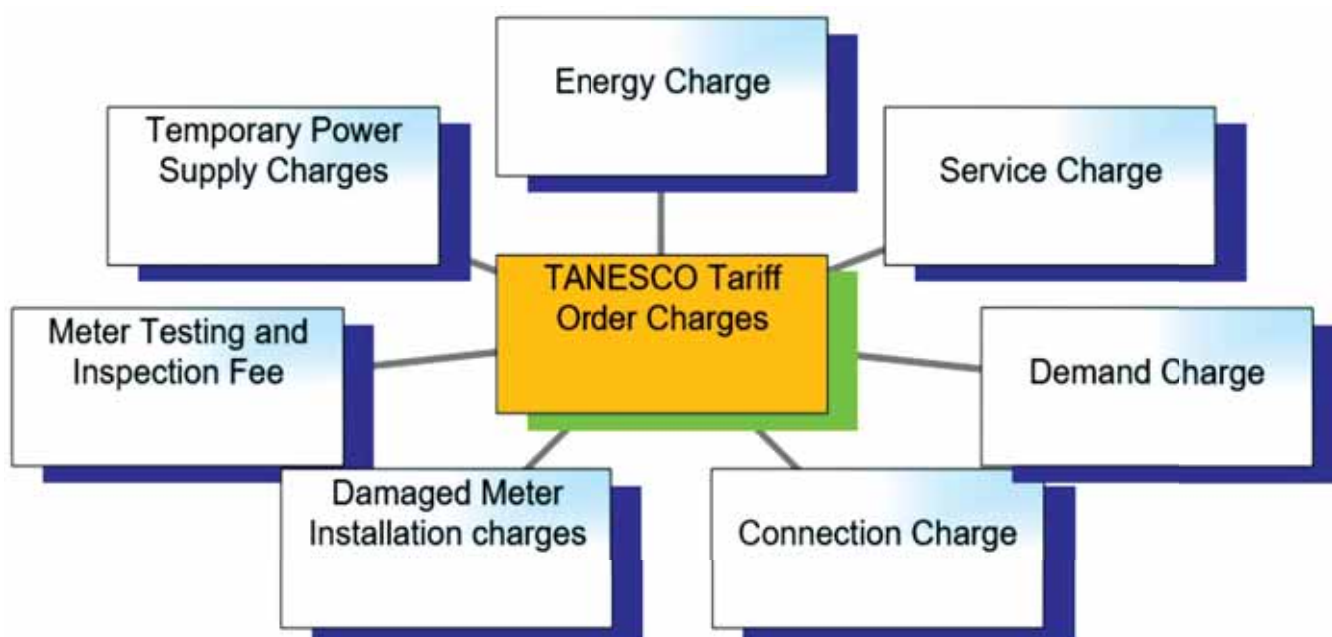 Energy Charge
Temporary Power
Supply Charges
Service Charge
TANESCO Tariff
Order Charges
Meter Testing and
Inspection Fee
Demand Charge
Damaged Meter
Installation charges
Connection Charge